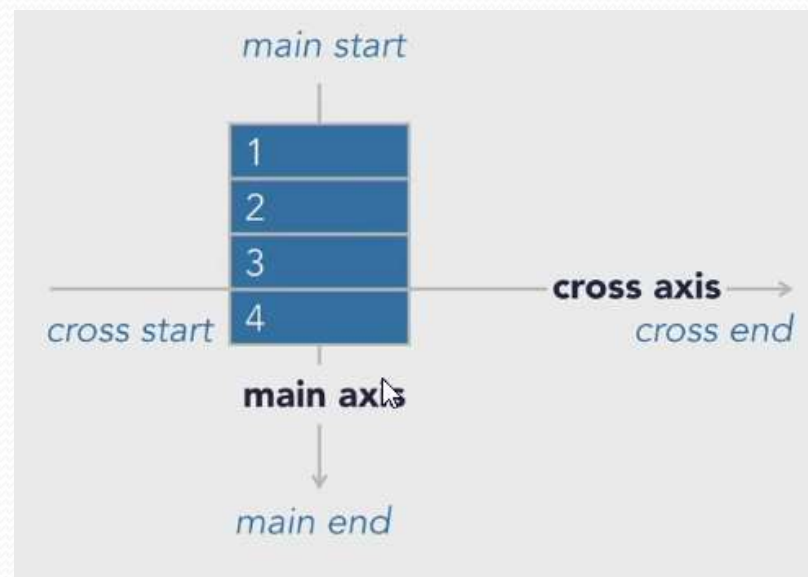 main start
1
2
3
4
cross axis
cross start
cross end
main axis
main end